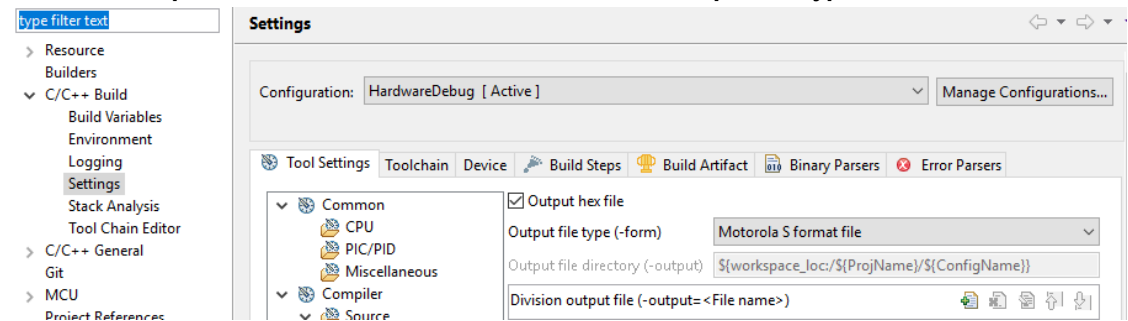 type filter text
Resource
Builders
C/C++ Build
Build Variables
Environment
Logging
Settings
Stack Analysis
Tool Chain Editor
C/C++ General
Git
MCU
Project References
Settings
Configuration: HardwareDebug [ Active ] Manage Configurations...
Tool Settings Toolchain Device Build Steps Build Artifact Binary Parsers Error Parsers
Common
CPU
PIC/PID
Miscellaneous
Compiler
Source
Output hex file
Output file type (-form) Motorola S format file
Output file directory (-output) ${workspace_loc:/${ProjName}/${ConfigName}}
Division output file (-output=<File name>)